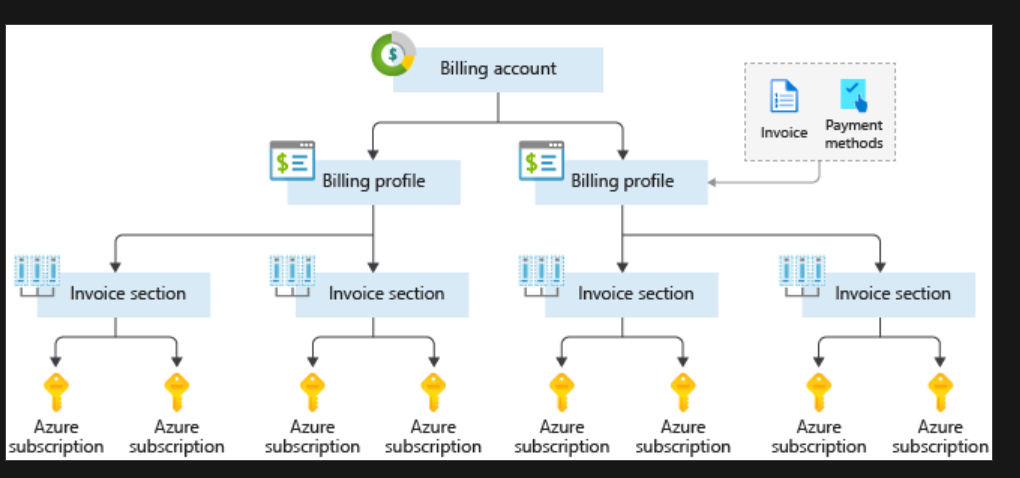 Billing account
Invoice
Payment
methods
Billing profile
Billing profile
Invoice section
Invoice section
Invoice section
Invoice section
Azure
subscription
Azure
subscription
Azure
subscription
Azure
subscription
Azure
subscription
Azure
subscription
Azure
subscription
Azure
subscription